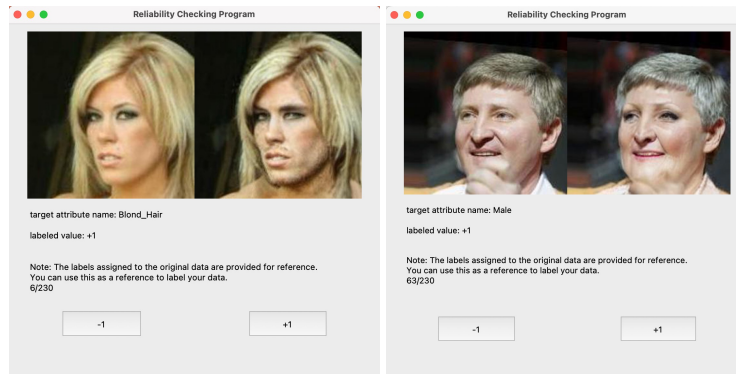 Reliability Checking Program
target attribute name: Blond_Hair
labeled value: +1
Note: The labels assigned to the original data are provided for reference.
You can use this as a reference to label your data.
6/230
-1
+1
Reliability Checking Program
target attribute name: Male
labeled value: +1
Note: The labels assigned to the original data are provided for reference.
You can use this as a reference to label your data.
63/230
-1
+1